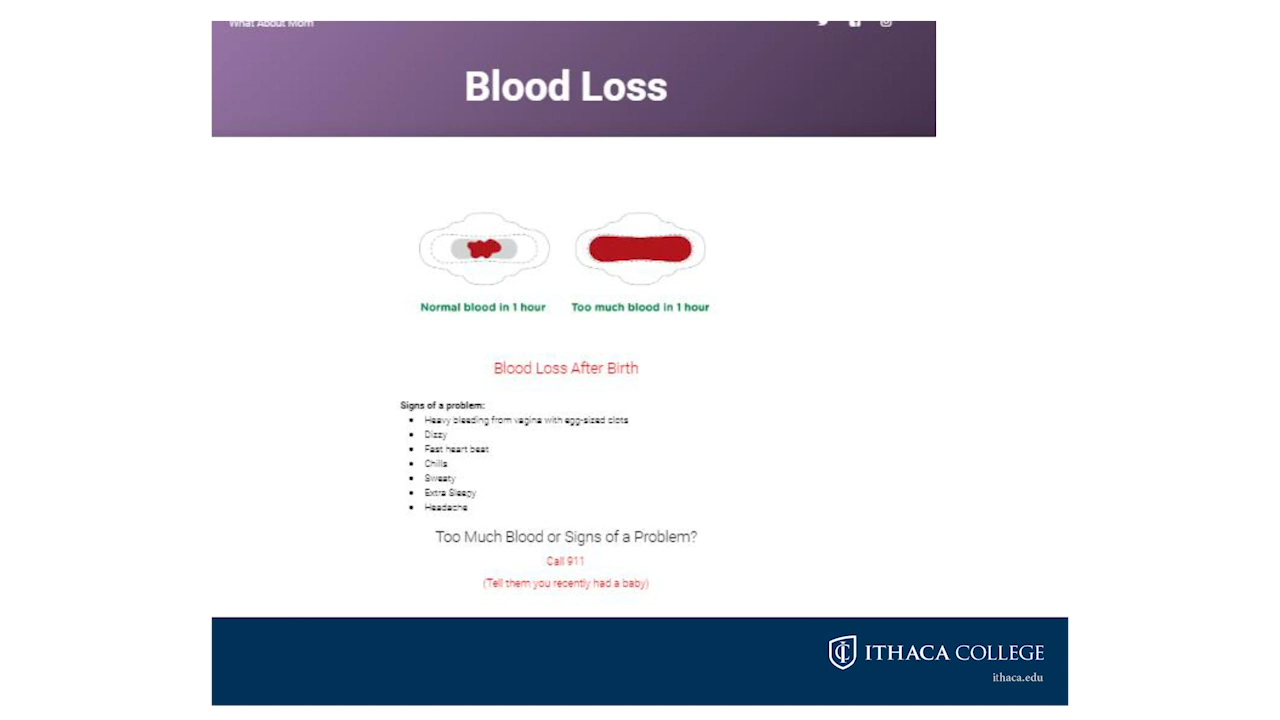 What About Mom
Blood Loss
Normal blood in 1 hour
Too much blood in 1 hour
Blood Loss After Birth
Signs of a problem:
Heavy bleeding from vagina with egg-sized clots
Dizzy
Fast heart beat
Chills
Sweaty
Extra Sleepy
Headache
Too Much Blood or Signs of a Problem?
Call 911
(Tell them you recently had a baby)
ITHACA COLLEGE
ithaca.edu